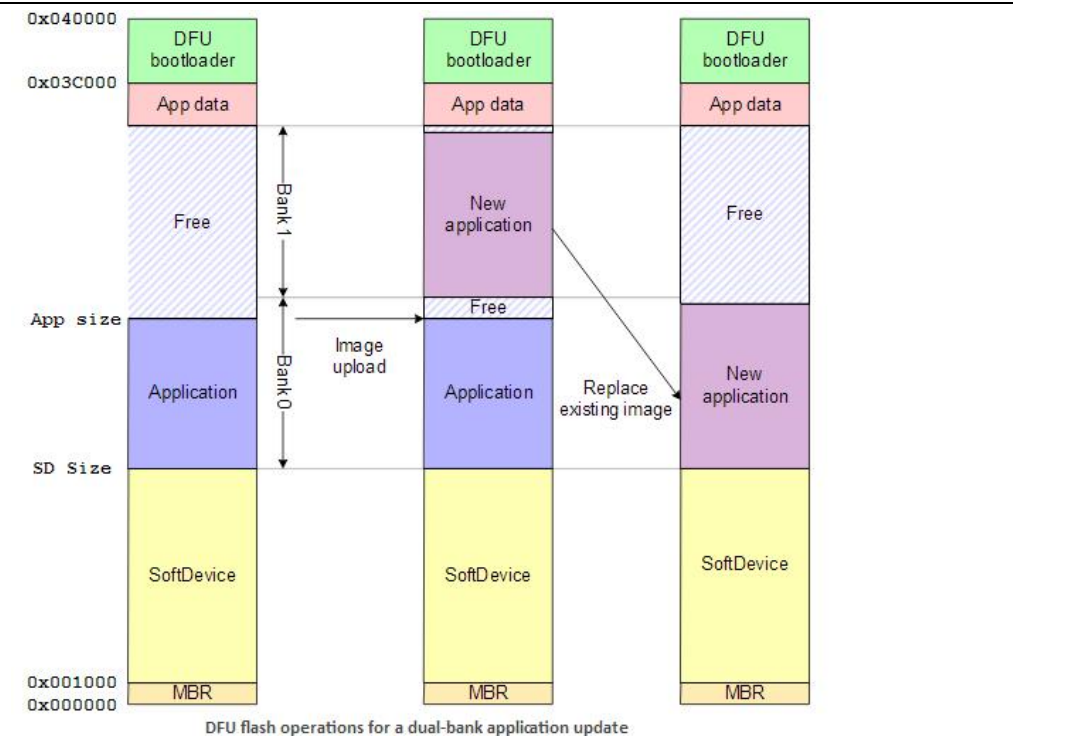 0x040000
DFU
bootloader
DFU
bootloader
DFU
bootloader
0x03C000
App data
App data
App data
Free
Bank 1
New
application
Free
Free
App size
Image
upload
Application
Bank 0
Application
Replace
existing image
New
application
SD Size
SoftDevice
SoftDevice
SoftDevice
0x001000
MBR
MBR
MBR
0x000000
DFU flash operations for a dual-bank application update